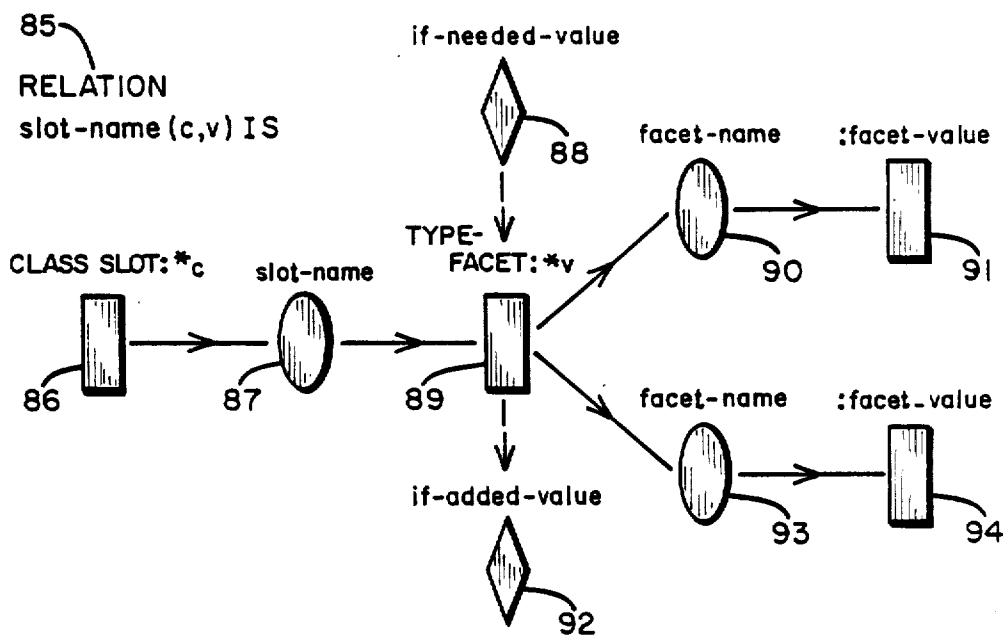 85
RELATION
slot-name (c,v) IS
if-needed-value
88
facet-name
:facet-value
90
91
TYPE-
FACET: *v
CLASS SLOT: *c
slot-name
86
87
89
facet-name
:facet-value
if-added-value
93
94
92